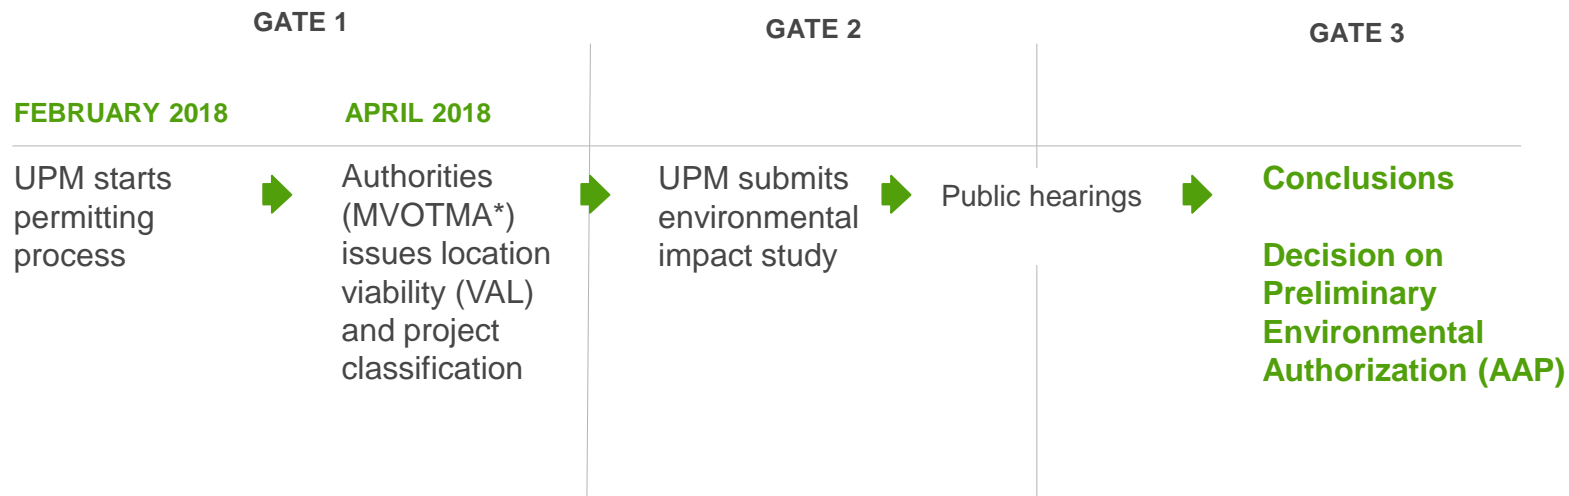 GATE 1
GATE 2
GATE 3
FEBRUARY 2018
APRIL 2018
UPM starts
permitting
process
Authorities
(MVOTMA*)
issues location
viability (VAL)
and project
classification
UPM submits
environmental
impact study
Public hearings
Conclusions
Decision on
Preliminary
Environmental
Authorization (AAP)